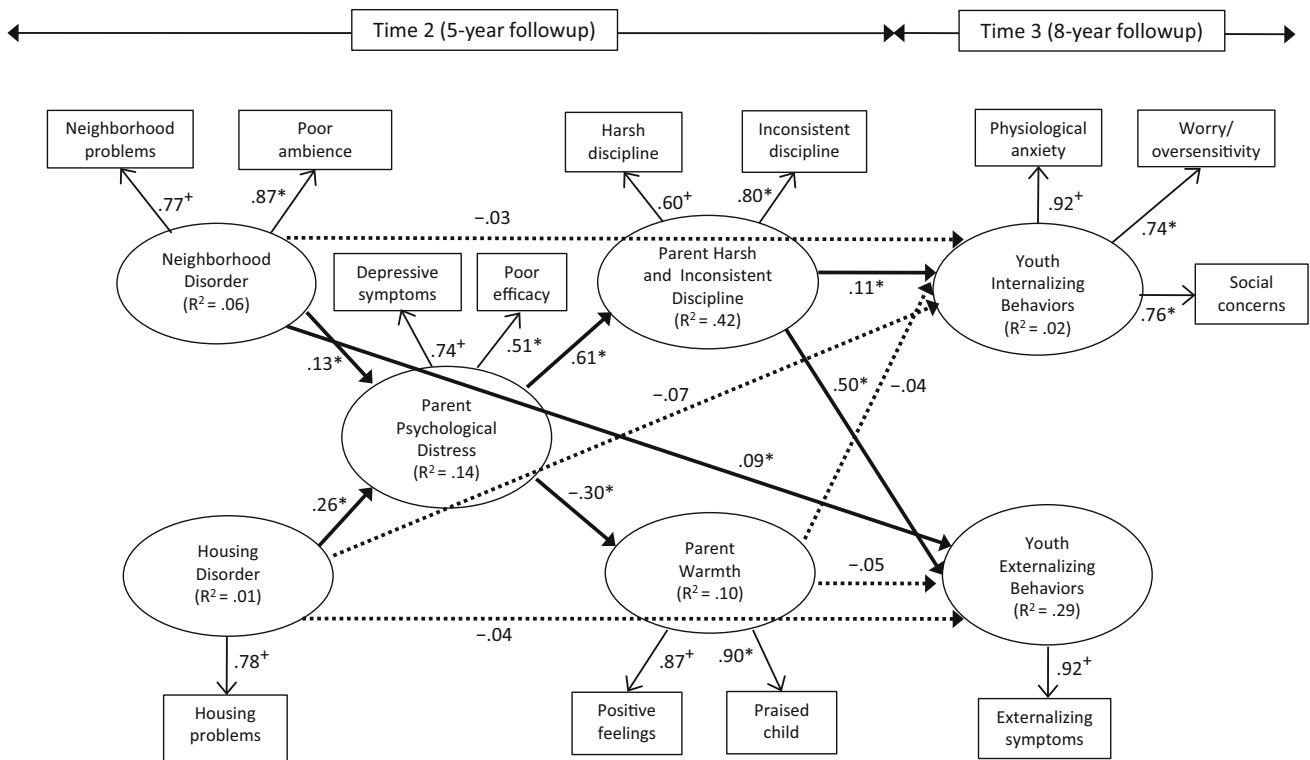 Time 2 (5-year followup)
Time 3 (8-year followup)
Neighborhood
problems
Poor
ambience
Harsh
discipline
Inconsistent
discipline
Physiological
anxiety
Worry/
oversensitivity
.77+
.87*
.60+
.80*
.92+
.74*
−.03
Neighborhood
Disorder
(R² = .06)
Depressive
symptoms
Poor
efficacy
Parent Harsh
and Inconsistent
Discipline
(R² = .42)
.11*
Youth
Internalizing
Behaviors
(R² = .02)
Social
concerns
.76*
.13*
.74+
.51*
.61*
−.07
.50*
−.04
Parent
Psychological
Distress
(R² = .14)
.09*
.26*
−.30*
Housing
Disorder
(R² = .01)
Parent
Warmth
(R² = .10)
−.05
Youth
Externalizing
Behaviors
(R² = .29)
−.04
.78+
.87+
.90*
.92+
Housing
problems
Positive
feelings
Praised
child
Externalizing
symptoms